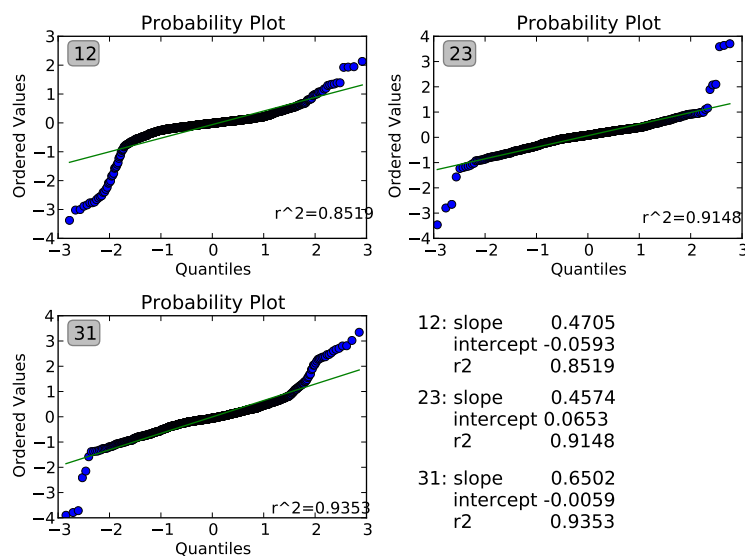 Probability Plot
12
Ordered Values
3
2
1
0
−1
−2
−3
−4
r^2=0.8519
−3 −2 −1 0 1 2 3
Quantiles
Probability Plot
23
Ordered Values
4
3
2
1
0
−1
−2
−3
−4
r^2=0.9148
−3 −2 −1 0 1 2 3
Quantiles
Probability Plot
31
Ordered Values
4
3
2
1
0
−1
−2
−3
−4
r^2=0.9353
−3 −2 −1 0 1 2 3
Quantiles
12: slope 0.4705
intercept -0.0593
r2 0.8519
23: slope 0.4574
intercept 0.0653
r2 0.9148
31: slope 0.6502
intercept -0.0059
r2 0.9353